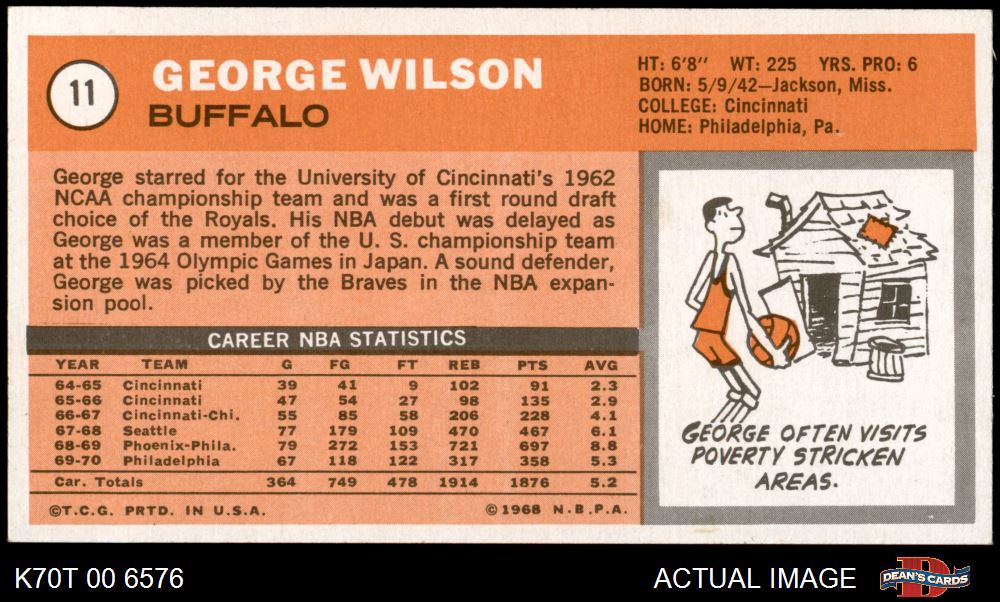 11
GEORGE WILSON
BUFFALO
HT: 6'8" WT: 225 YRS. PRO: 6
BORN: 5/9/42—Jackson, Miss.
COLLEGE: Cincinnati
HOME: Philadelphia, Pa.
George starred for the University of Cincinnati's 1962
NCAA championship team and was a first round draft
choice of the Royals. His NBA debut was delayed as
George was a member of the U. S. championship team
at the 1964 Olympic Games in Japan. A sound defender,
George was picked by the Braves in the NBA expan-
sion pool.
CAREER NBA STATISTICS
YEAR TEAM G FG FT REB PTS AVG
64-65 Cincinnati 39 41 9 102 91 2.3
65-66 Cincinnati 47 54 27 98 135 2.9
66-67 Cincinnati-Chi. 55 85 58 206 228 4.1
67-68 Seattle 77 179 109 470 467 6.1
68-69 Phoenix-Phila. 79 272 153 721 697 8.8
69-70 Philadelphia 67 118 122 317 358 5.3
Car. Totals 364 749 478 1914 1876 5.2
©T.C.G. PRTD. IN U.S.A. ©1968 N.B.P.A.
GEORGE OFTEN VISITS
POVERTY STRICKEN
AREAS.
K70T 00 6576
ACTUAL IMAGE
D
DEAN'S CARDS